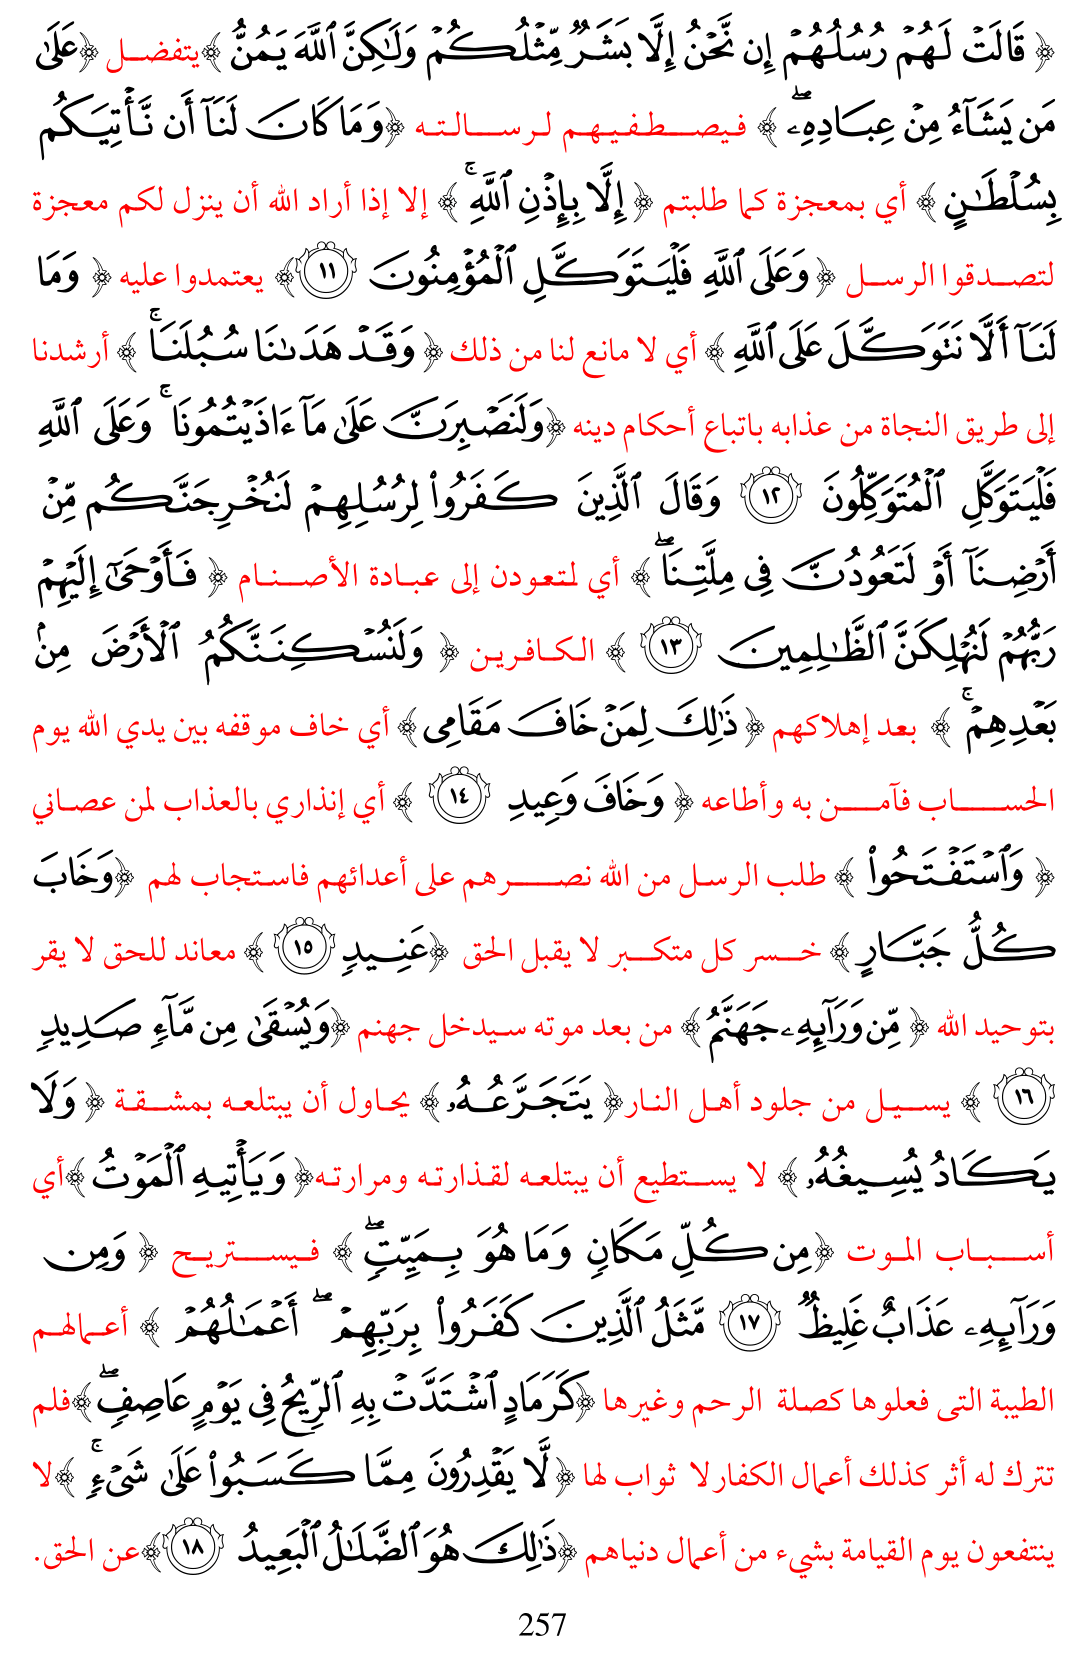 ﴿ قَالَتۡ لَهُمۡ رُسُلُهُمۡ إِن نَّحۡنُ إِلَّا بَشَرٞ مِّثۡلُكُمۡ وَلَٰكِنَّ ٱللَّهَ يَمُنُّ ﴾يتفضل ﴿عَلَىٰ
مَن يَشَآءُ مِنۡ عِبَادِهِۦۖ ﴾ فيصطفيهم لرسالته ﴿وَمَا كَانَ لَنَآ أَن نَّأۡتِيَكُم
بِسُلۡطَٰنٍ ﴾ أي بمعجزة كما طلبتم ﴿ إِلَّا بِإِذۡنِ ٱللَّهِۚ ﴾ إلا إذا أراد الله أن ينزل لكم معجزة
لتصدقوا الرسل ﴿وَعَلَى ٱللَّهِ فَلۡيَتَوَكَّلِ ٱلۡمُؤۡمِنُونَ ١١﴾ يعتمدوا عليه ﴿ وَمَا
لَنَآ أَلَّا نَتَوَكَّلَ عَلَى ٱللَّهِ ﴾ أي لا مانع لنا من ذلك ﴿ وَقَدۡ هَدَىٰنَا سُبُلَنَاۚ ﴾ أرشدنا
إلى طريق النجاة من عذابه باتباع أحكام دينه ﴿وَلَنَصۡبِرَنَّ عَلَىٰ مَآ ءَاذَيۡتُمُونَاۚ وَعَلَى ٱللَّهِ
فَلۡيَتَوَكَّلِ ٱلۡمُتَوَكِّلُونَ ١٢ وَقَالَ ٱلَّذِينَ كَفَرُواْ لِرُسُلِهِمۡ لَنُخۡرِجَنَّكُم مِّنۡ
أَرۡضِنَآ أَوۡ لَتَعُودُنَّ فِي مِلَّتِنَاۖ ﴾ أي لتعودن إلى عبادة الأصنام ﴿ فَأَوۡحَىٰٓ إِلَيۡهِمۡ
رَبُّهُمۡ لَنُهۡلِكَنَّ ٱلظَّٰلِمِينَ ١٣ ﴾ الكافرين ﴿ وَلَنُسۡكِنَنَّكُمُ ٱلۡأَرۡضَ مِنۢ
بَعۡدِهِمۡۚ ﴾ بعد إهلاكهم ﴿ ذَٰلِكَ لِمَنۡ خَافَ مَقَامِي﴾ أي خاف موقفه بين يدي الله يوم
الحساب فآمن به وأطاعه ﴿ وَخَافَ وَعِيدِ ١٤ ﴾ أي إنذاري بالعذاب لمن عصاني
﴿ وَٱسۡتَفۡتَحُواْ ﴾ طلب الرسل من الله نصرهم على أعدائهم فاستجاب لهم ﴿وَخَابَ
كُلُّ جَبَّارٍ ﴾ خسر كل متكبر لا يقبل الحق ﴿عَنِيدٖ ١٥ ﴾ معاند للحق لا يقر
بتوحيد الله ﴿ مِّن وَرَآئِهِۦ جَهَنَّمُ ﴾ من بعد موته سيدخل جهنم ﴿وَيُسۡقَىٰ مِن مَّآءٖ صَدِيدٖ
١٦ ﴾ يسيل من جلود أهل النار﴿ يَتَجَرَّعُهُۥ ﴾ يحاول أن يبتلعه بمشقة ﴿ وَلَا
يَكَادُ يُسِيغُهُۥ ﴾ لا يستطيع أن يبتلعه لقذارته ومرارته﴿ وَيَأۡتِيهِ ٱلۡمَوۡتُ ﴾أي
أسباب الموت ﴿مِن كُلِّ مَكَانٖ وَمَا هُوَ بِمَيِّتٖۖ ﴾ فيستريح ﴿ وَمِن
وَرَآئِهِۦ عَذَابٌ غَلِيظٞ ١٧ مَّثَلُ ٱلَّذِينَ كَفَرُواْ بِرَبِّهِمۡۖ أَعۡمَٰلُهُمۡ ﴾ أعمالهم
الطيبة التى فعلوها كصلة الرحم وغيرها ﴿كَرَمَادٍ ٱشۡتَدَّتۡ بِهِ ٱلرِّيحُ فِي يَوۡمٍ عَاصِفٖۖ ﴾فلم
تترك له أثر كذلك أعمال الكفار لا ثواب لها ﴿لَّا يَقۡدِرُونَ مِمَّا كَسَبُواْ عَلَىٰ شَيۡءٖۚ ﴾لا
ينتفعون يوم القيامة بشيء من أعمال دنياهم ﴿ذَٰلِكَ هُوَ ٱلضَّلَٰلُ ٱلۡبَعِيدُ ١٨ ﴾عن الحق.
257